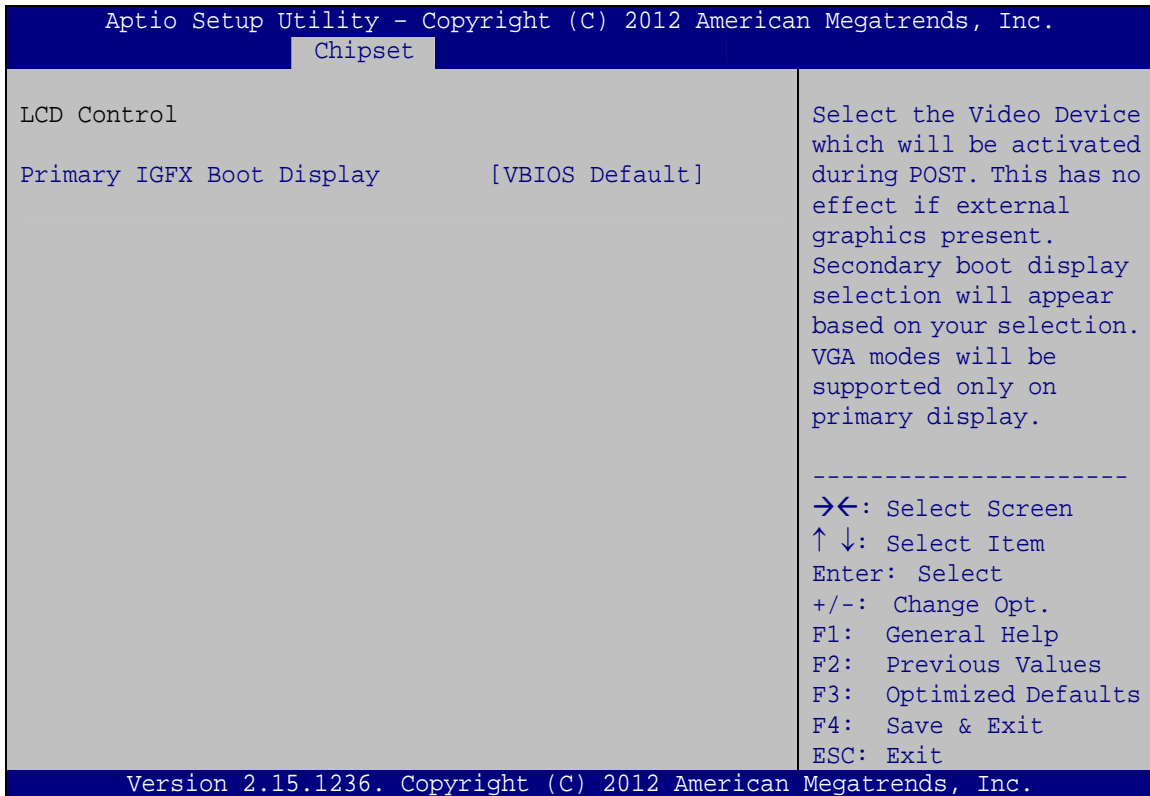 Aptio Setup Utility – Copyright (C) 2012 American Megatrends, Inc.
Chipset
LCD Control
Primary IGFX Boot Display [VBIOS Default]
Select the Video Device
which will be activated
during POST. This has no
effect if external
graphics present.
Secondary boot display
selection will appear
based on your selection.
VGA modes will be
supported only on
primary display.
----------------------
→←: Select Screen
↑ ↓: Select Item
Enter: Select
+/-: Change Opt.
F1: General Help
F2: Previous Values
F3: Optimized Defaults
F4: Save & Exit
ESC: Exit
Version 2.15.1236. Copyright (C) 2012 American Megatrends, Inc.